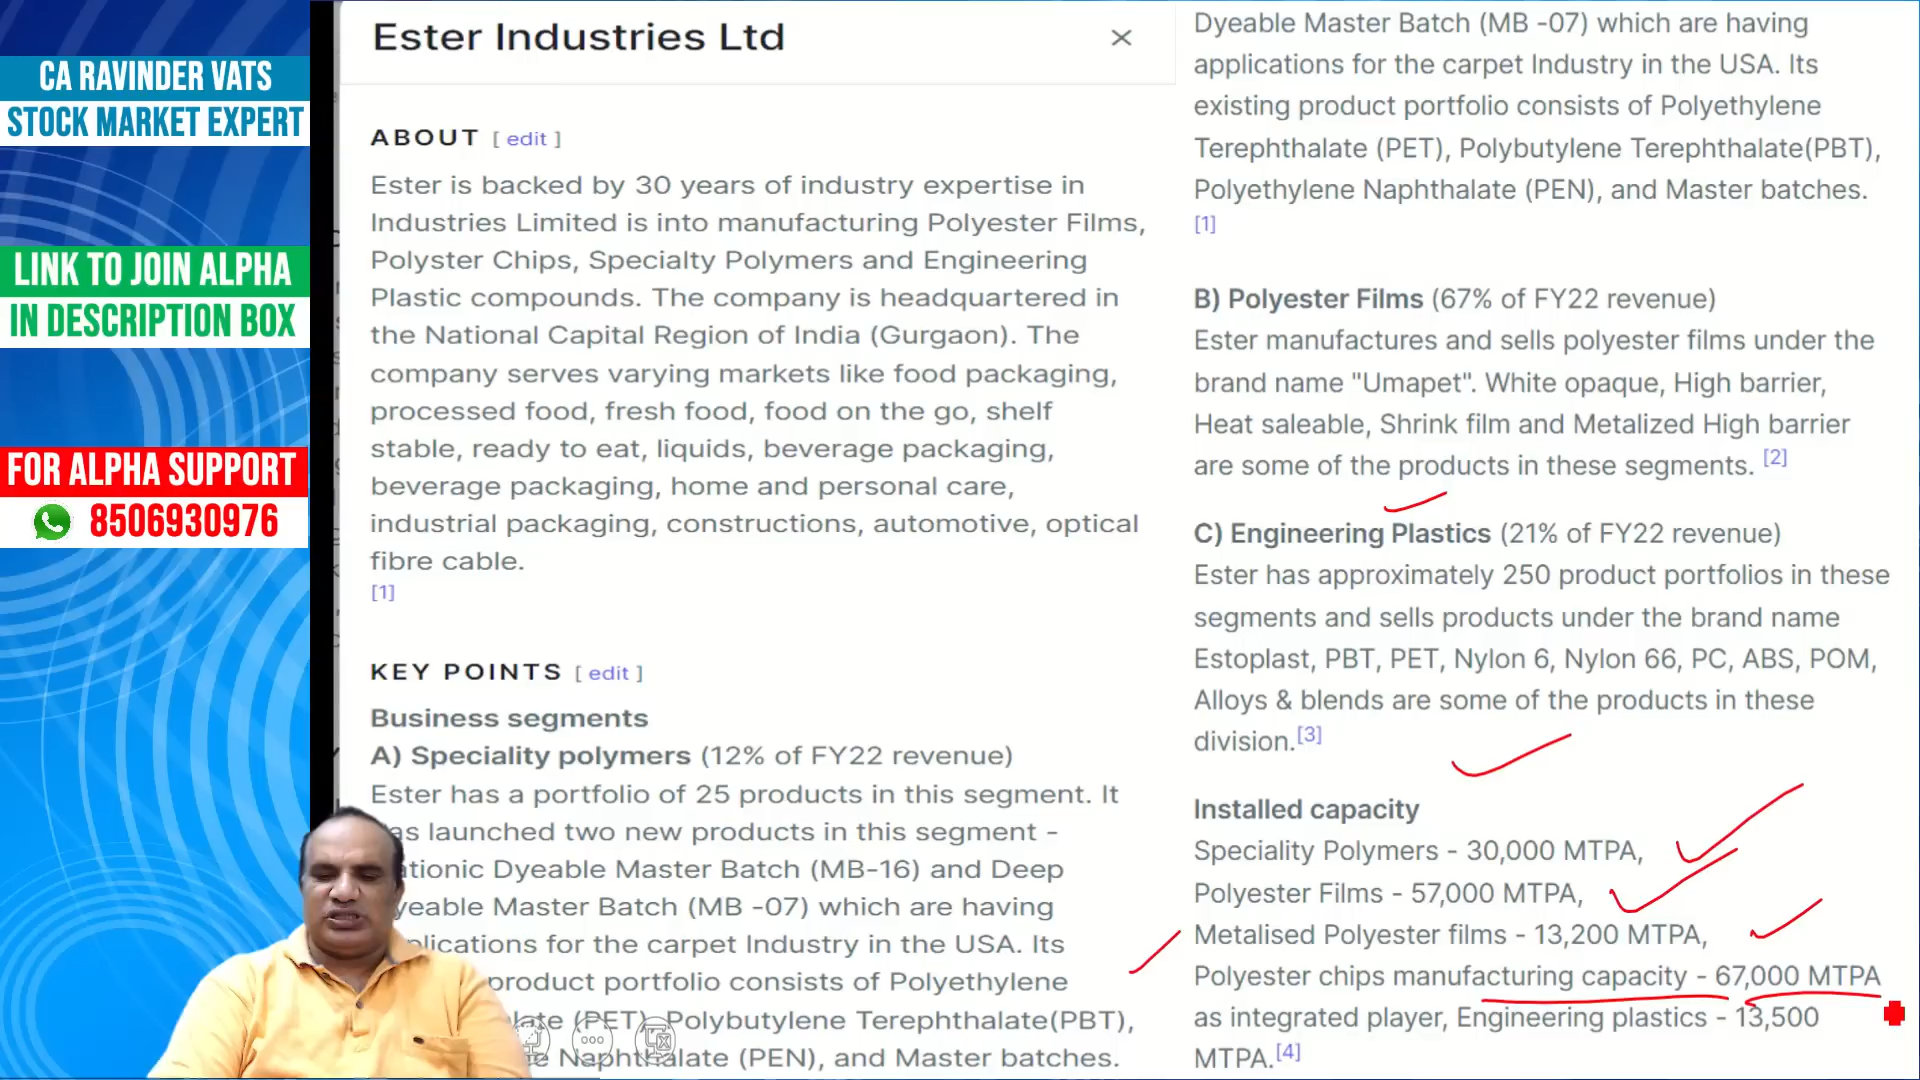 CA RAVINDER VATS
STOCK MARKET EXPERT
LINK TO JOIN ALPHA
IN DESCRIPTION BOX
FOR ALPHA SUPPORT
8506930976
Ester Industries Ltd
ABOUT [ edit ]
Ester is backed by 30 years of industry expertise in
Industries Limited is into manufacturing Polyester Films,
Polyster Chips, Specialty Polymers and Engineering
Plastic compounds. The company is headquartered in
the National Capital Region of India (Gurgaon). The
company serves varying markets like food packaging,
processed food, fresh food, food on the go, shelf
stable, ready to eat, liquids, beverage packaging,
beverage packaging, home and personal care,
industrial packaging, constructions, automotive, optical
fibre cable.
[1]
KEY POINTS [ edit ]
Business segments
A) Speciality polymers (12% of FY22 revenue)
Ester has a portfolio of 25 products in this segment. It
launched two new products in this segment -
Dyeable Master Batch (MB-16) and Deep
Master Batch (MB -07) which are having
for the carpet Industry in the USA. Its
product portfolio consists of Polyethylene
(PET), Polybutylene Terephthalate(PBT),
(PEN), and Master batches.
Dyeable Master Batch (MB -07) which are having
applications for the carpet Industry in the USA. Its
existing product portfolio consists of Polyethylene
Terephthalate (PET), Polybutylene Terephthalate(PBT),
Polyethylene Naphthalate (PEN), and Master batches.
[1]
B) Polyester Films (67% of FY22 revenue)
Ester manufactures and sells polyester films under the
brand name "Umapet". White opaque, High barrier,
Heat saleable, Shrink film and Metalized High barrier
are some of the products in these segments. [2]
C) Engineering Plastics (21% of FY22 revenue)
Ester has approximately 250 product portfolios in these
segments and sells products under the brand name
Estoplast, PBT, PET, Nylon 6, Nylon 66, PC, ABS, POM,
Alloys & blends are some of the products in these
division.[3]
Installed capacity
Speciality Polymers - 30,000 MTPA,
Polyester Films - 57,000 MTPA,
Metalised Polyester films - 13,200 MTPA,
Polyester chips manufacturing capacity - 67,000 MTPA
as integrated player, Engineering plastics - 13,500
MTPA.[4]